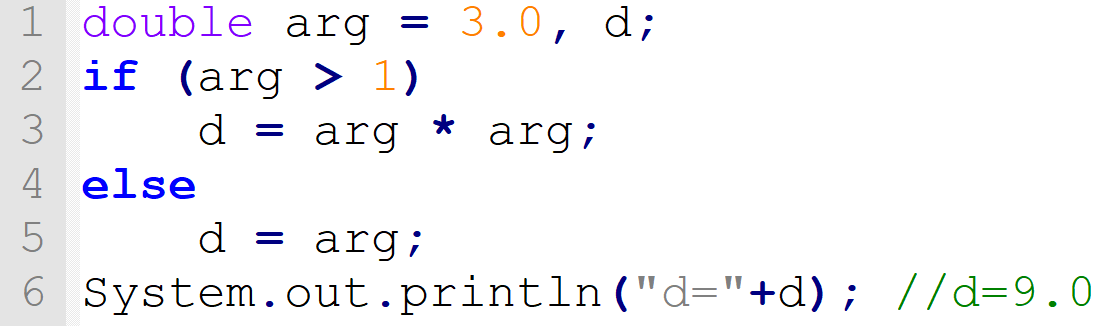 1 double arg = 3.0, d;
2 if (arg > 1)
3     d = arg * arg;
4 else
5     d = arg;
6 System.out.println("d="+d); //d=9.0